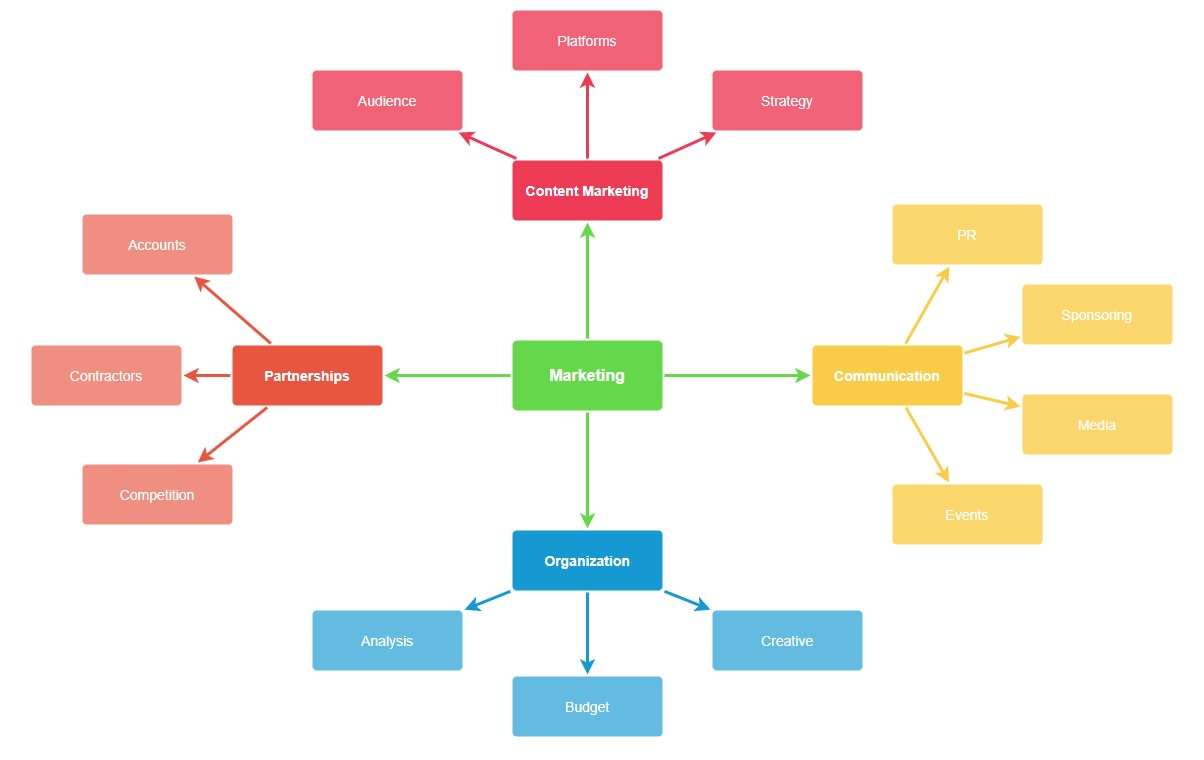 Platforms
Audience
Strategy
Content Marketing
Accounts
PR
Sponsoring
Contractors
Partnerships
Marketing
Communication
Media
Competition
Events
Organization
Analysis
Creative
Budget